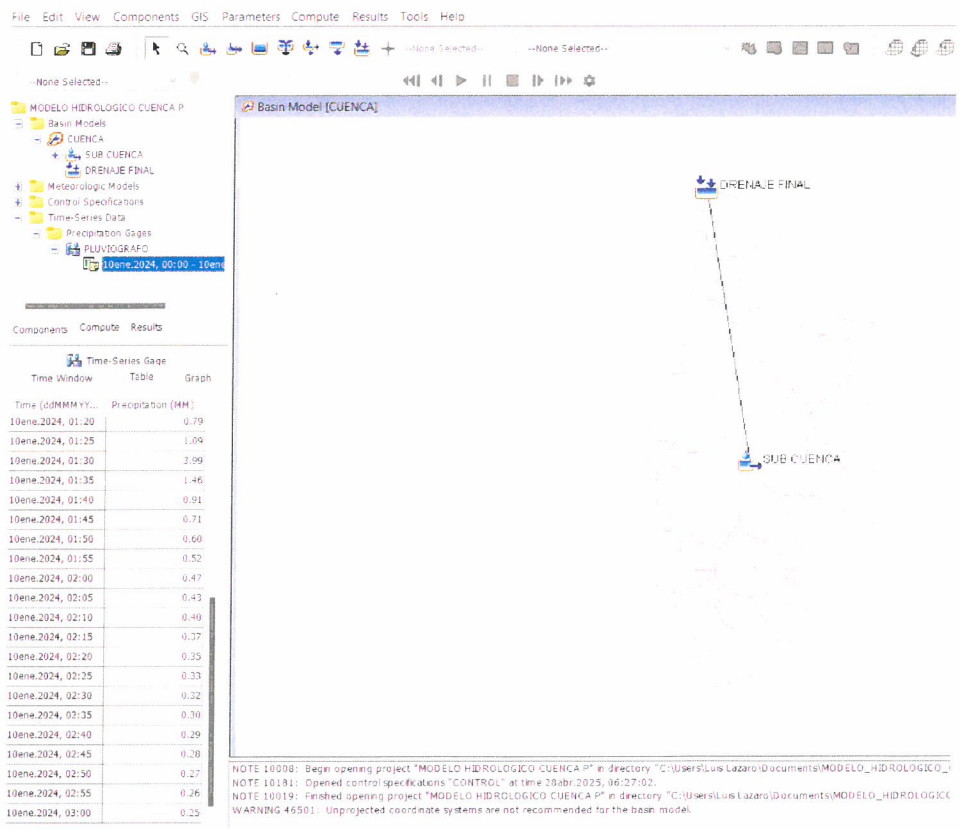 File Edit View Components GIS Parameters Compute Results Tools Help
--None Selected-- --None Selected--
--None Selected--
MODELO HIDROLOGICO CUENCA P
Basin Models
CUENCA
SUB CUENCA
DRENAJE FINAL
Meteorologic Models
Control Specifications
Time-Series Data
Precipitation Gages
PLUVIOGRAFO
10ene.2024, 00:00 - 10ene
Components Compute Results
Time-Series Gage
Time Window Table Graph
Time (ddMMMYY... Precipitation (MM)
10ene.2024, 01:20 0.79
10ene.2024, 01:25 1.09
10ene.2024, 01:30 3.99
10ene.2024, 01:35 1.46
10ene.2024, 01:40 0.91
10ene.2024, 01:45 0.71
10ene.2024, 01:50 0.60
10ene.2024, 01:55 0.52
10ene.2024, 02:00 0.47
10ene.2024, 02:05 0.43
10ene.2024, 02:10 0.40
10ene.2024, 02:15 0.37
10ene.2024, 02:20 0.35
10ene.2024, 02:25 0.33
10ene.2024, 02:30 0.32
10ene.2024, 02:35 0.30
10ene.2024, 02:40 0.29
10ene.2024, 02:45 0.28
10ene.2024, 02:50 0.27
10ene.2024, 02:55 0.26
10ene.2024, 03:00 0.25
Basin Model [CUENCA]
DRENAJE FINAL
SUB CUENCA
NOTE 10008: Begin opening project "MODELO HIDROLOGICO CUENCA P" in directory "C:\Users\Luis Lazaro\Documents\MODELO_HIDROLOGICO_
NOTE 10181: Opened control specifications "CONTROL" at time 28abr.2025, 06:27:02.
NOTE 10019: Finished opening project "MODELO HIDROLOGICO CUENCA P" in directory "C:\Users\Luis Lazaro\Documents\MODELO_HIDROLOGICO
WARNING 46501: Unprojected coordinate systems are not recommended for the basin model.